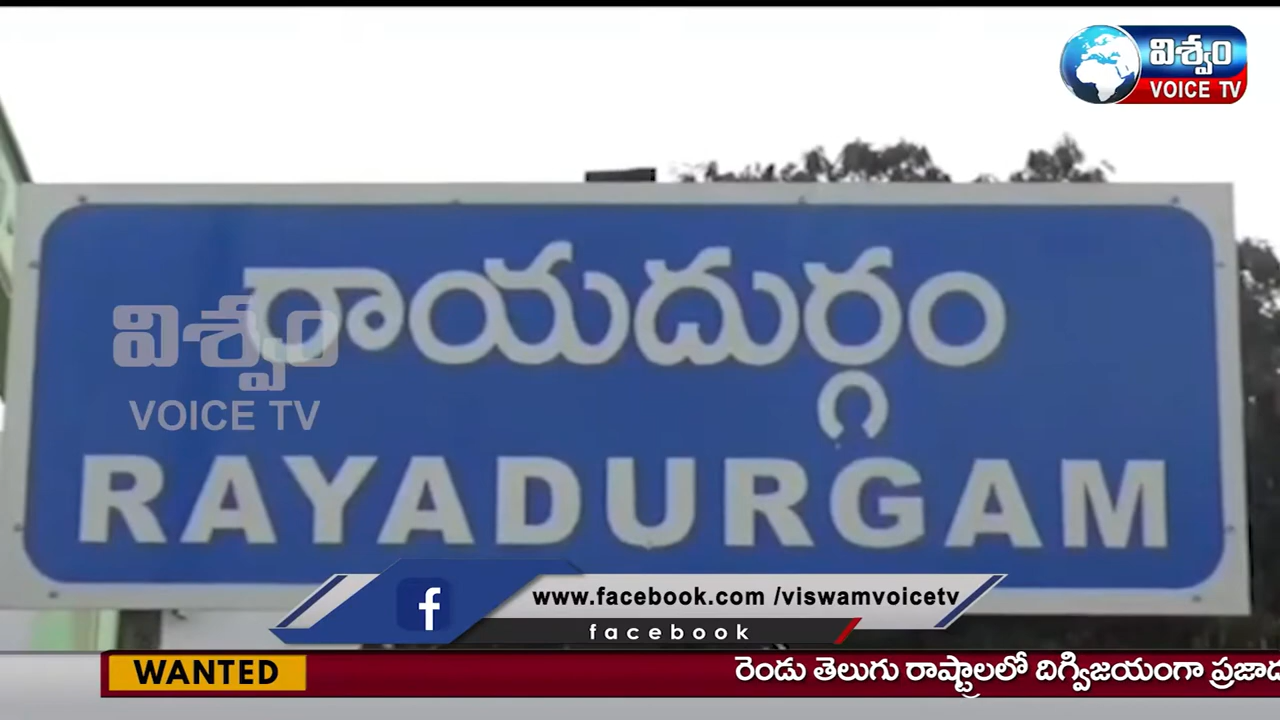 విశ్వం
VOICE TV
రాయదుర్గం
విశ్వం
VOICE TV
RAYADURGAM
www.facebook.com /viswamvoicetv
facebook
WANTED
రెండు తెలుగు రాష్ట్రాలలో దిగ్విజయంగా